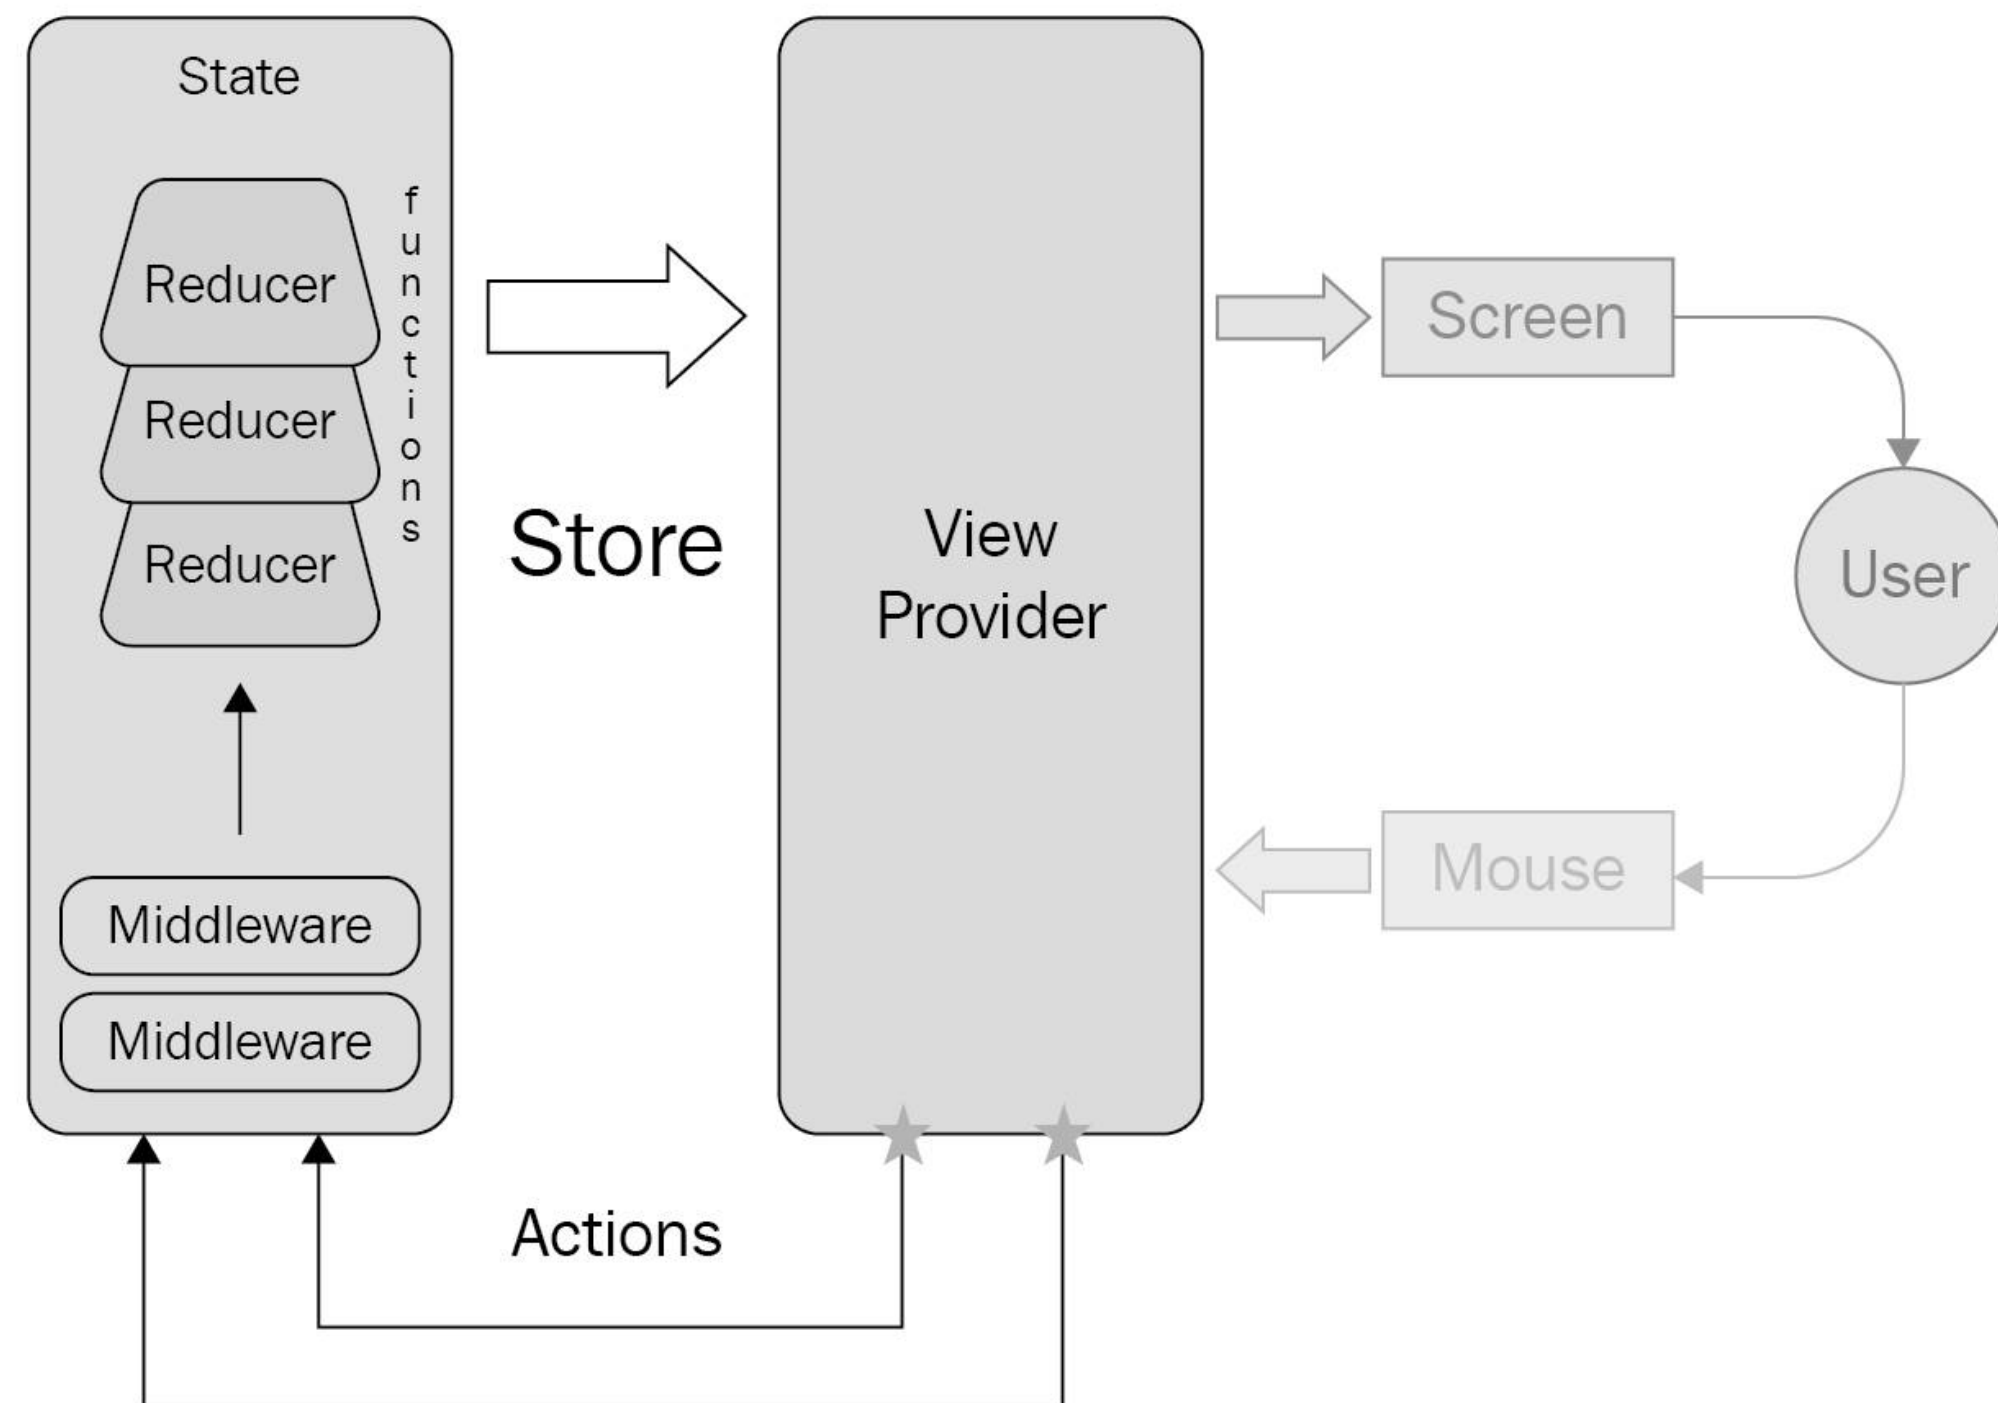 State
Reducer
Reducer
Reducer
functions
Middleware
Middleware
Store
Actions
View
Provider
Screen
User
Mouse